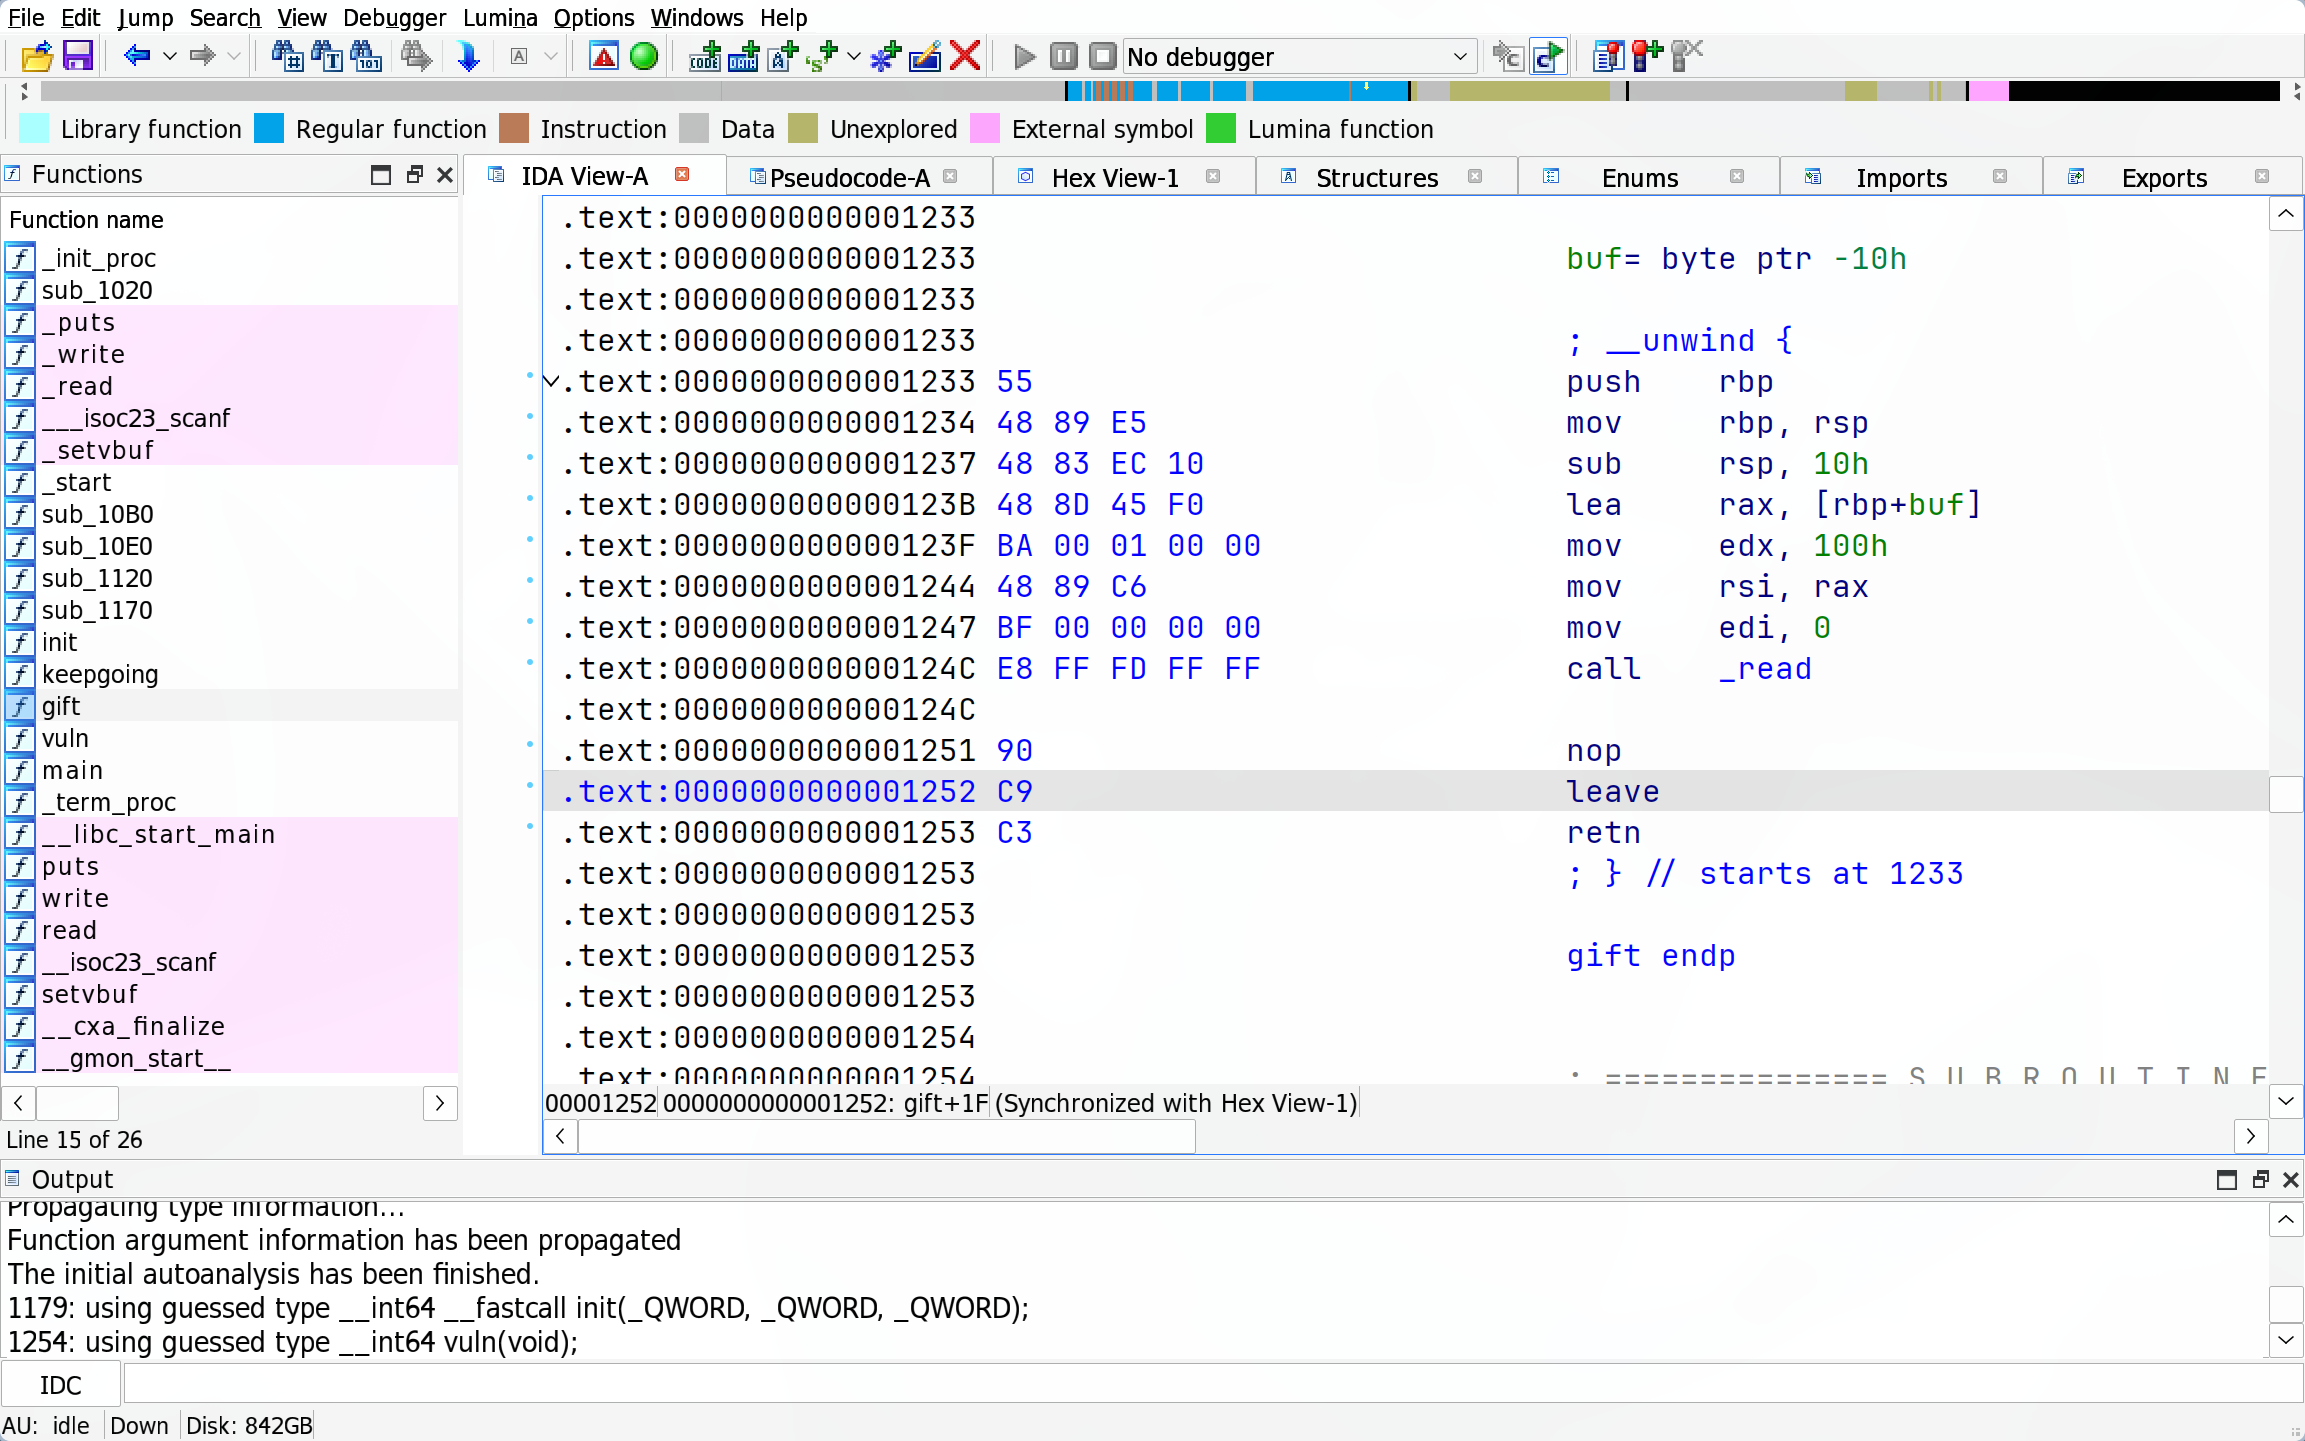 File Edit Jump Search View Debugger Lumina Options Windows Help
No debugger
Library function Regular function Instruction Data Unexplored External symbol Lumina function
Functions
Function name
_init_proc
sub_1020
_puts
_write
_read
___isoc23_scanf
_setvbuf
_start
sub_10B0
sub_10E0
sub_1120
sub_1170
init
keepgoing
gift
vuln
main
_term_proc
__libc_start_main
puts
write
read
__isoc23_scanf
setvbuf
__cxa_finalize
__gmon_start__
Line 15 of 26
IDA View-A Pseudocode-A Hex View-1 Structures Enums Imports Exports
.text:0000000000001233
.text:0000000000001233 buf= byte ptr -10h
.text:0000000000001233
.text:0000000000001233 ; __unwind {
.text:0000000000001233 55 push rbp
.text:0000000000001234 48 89 E5 mov rbp, rsp
.text:0000000000001237 48 83 EC 10 sub rsp, 10h
.text:000000000000123B 48 8D 45 F0 lea rax, [rbp+buf]
.text:000000000000123F BA 00 01 00 00 mov edx, 100h
.text:0000000000001244 48 89 C6 mov rsi, rax
.text:0000000000001247 BF 00 00 00 00 mov edi, 0
.text:000000000000124C E8 FF FD FF FF call _read
.text:000000000000124C
.text:0000000000001251 90 nop
.text:0000000000001252 C9 leave
.text:0000000000001253 C3 retn
.text:0000000000001253 ; } // starts at 1233
.text:0000000000001253
.text:0000000000001253 gift endp
.text:0000000000001253
.text:0000000000001254
.text:0000000000001254 ; =============== S U B R O U T I N E
00001252 0000000000001252: gift+1F (Synchronized with Hex View-1)
Output
Propagating type information...
Function argument information has been propagated
The initial autoanalysis has been finished.
1179: using guessed type __int64 __fastcall init(_QWORD, _QWORD, _QWORD);
1254: using guessed type __int64 vuln(void);
IDC
AU: idle Down Disk: 842GB